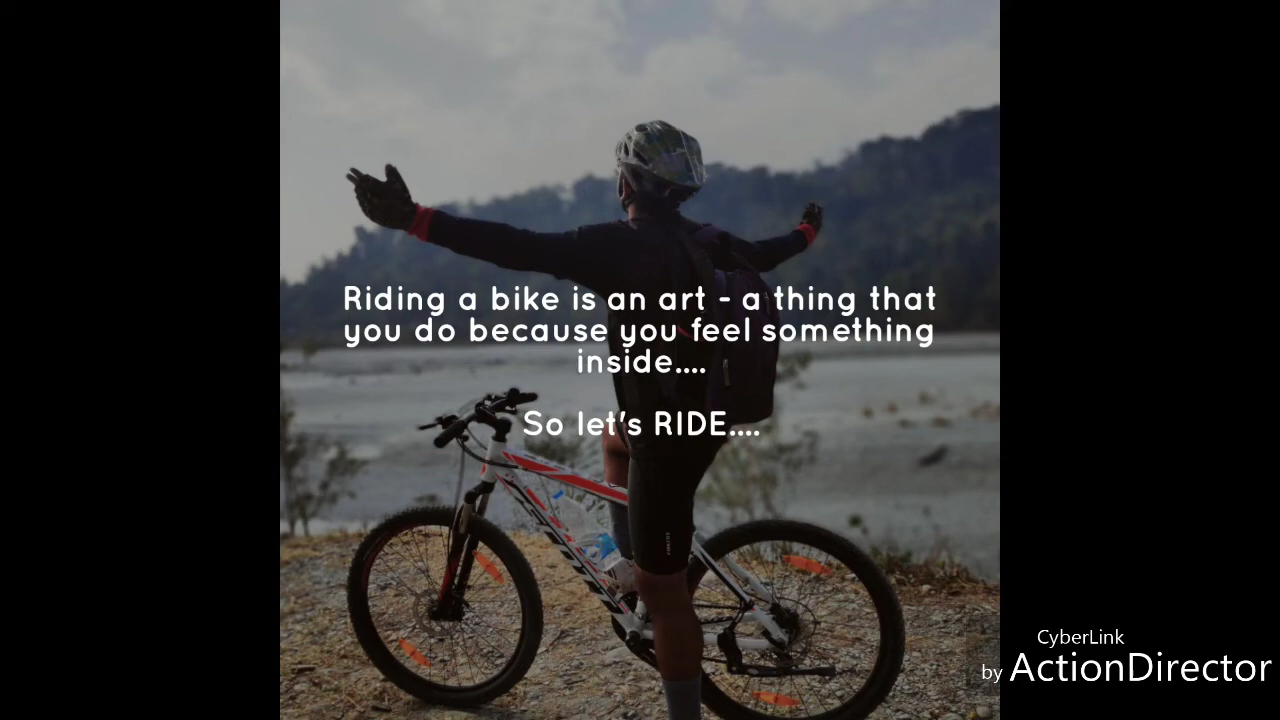 Riding a bike is an art - a thing that
you do because you feel something
inside....
So let's RIDE....
CyberLink
by ActionDirector